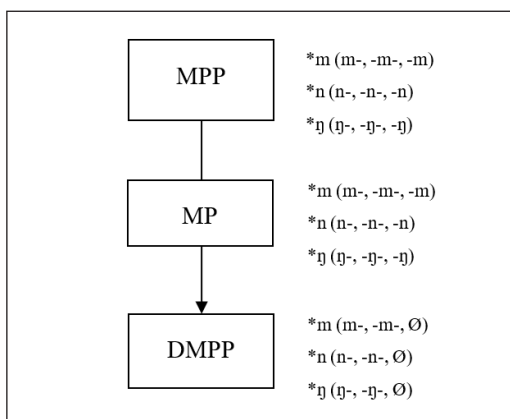 MPP
*m (m-, -m-, -m)
*n (n-, -n-, -n)
*ŋ (ŋ-, -ŋ-, -ŋ)
MP
*m (m-, -m-, -m)
*n (n-, -n-, -n)
*ŋ (ŋ-, -ŋ-, -ŋ)
DMPP
*m (m-, -m-, Ø)
*n (n-, -n-, Ø)
*ŋ (ŋ-, -ŋ-, Ø)